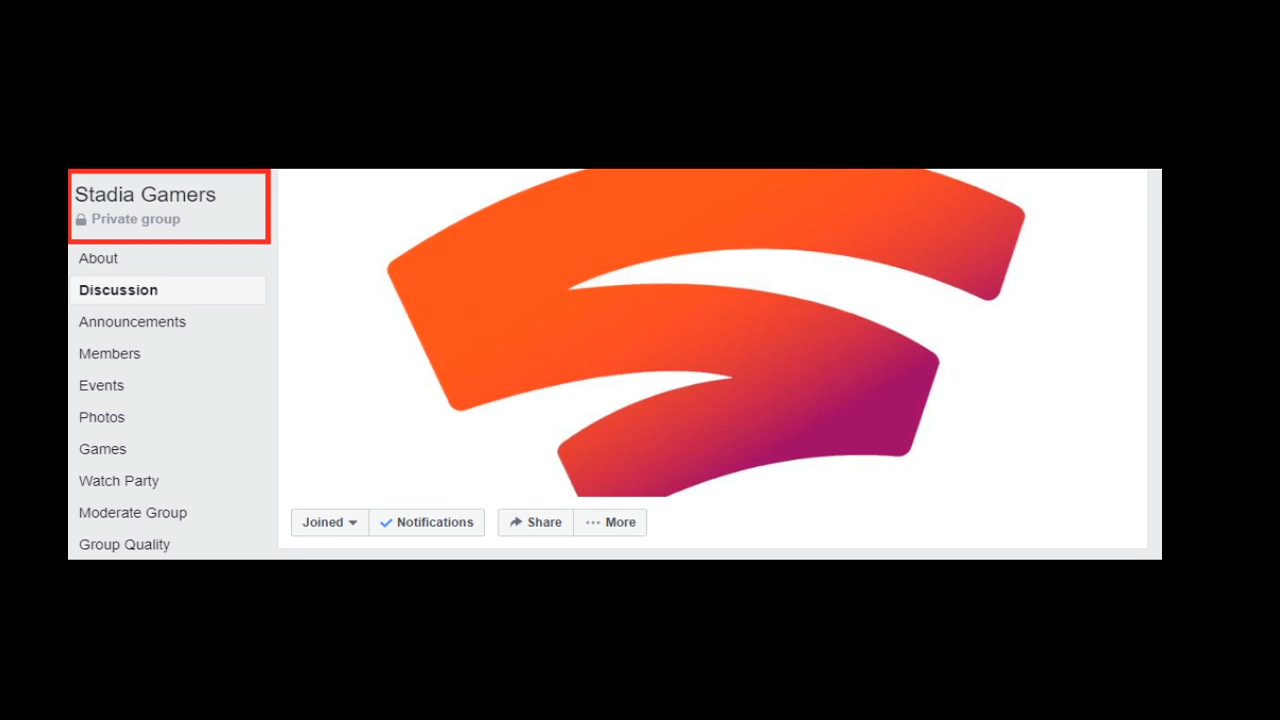 Stadia Gamers
Private group
About
Discussion
Announcements
Members
Events
Photos
Games
Watch Party
Moderate Group
Group Quality
Joined Notifications Share More